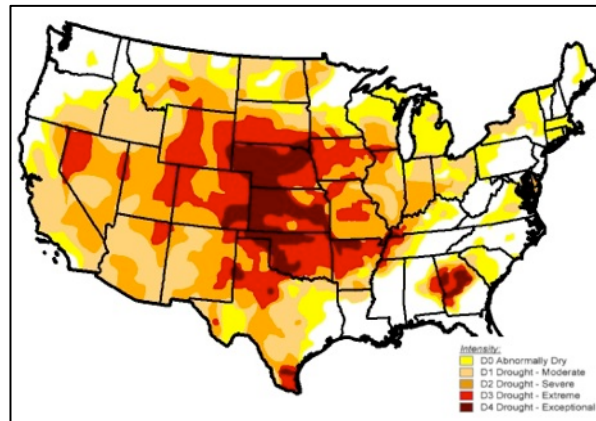 Intensity:
D0 Abnormally Dry
D1 Drought - Moderate
D2 Drought - Severe
D3 Drought - Extreme
D4 Drought - Exceptional